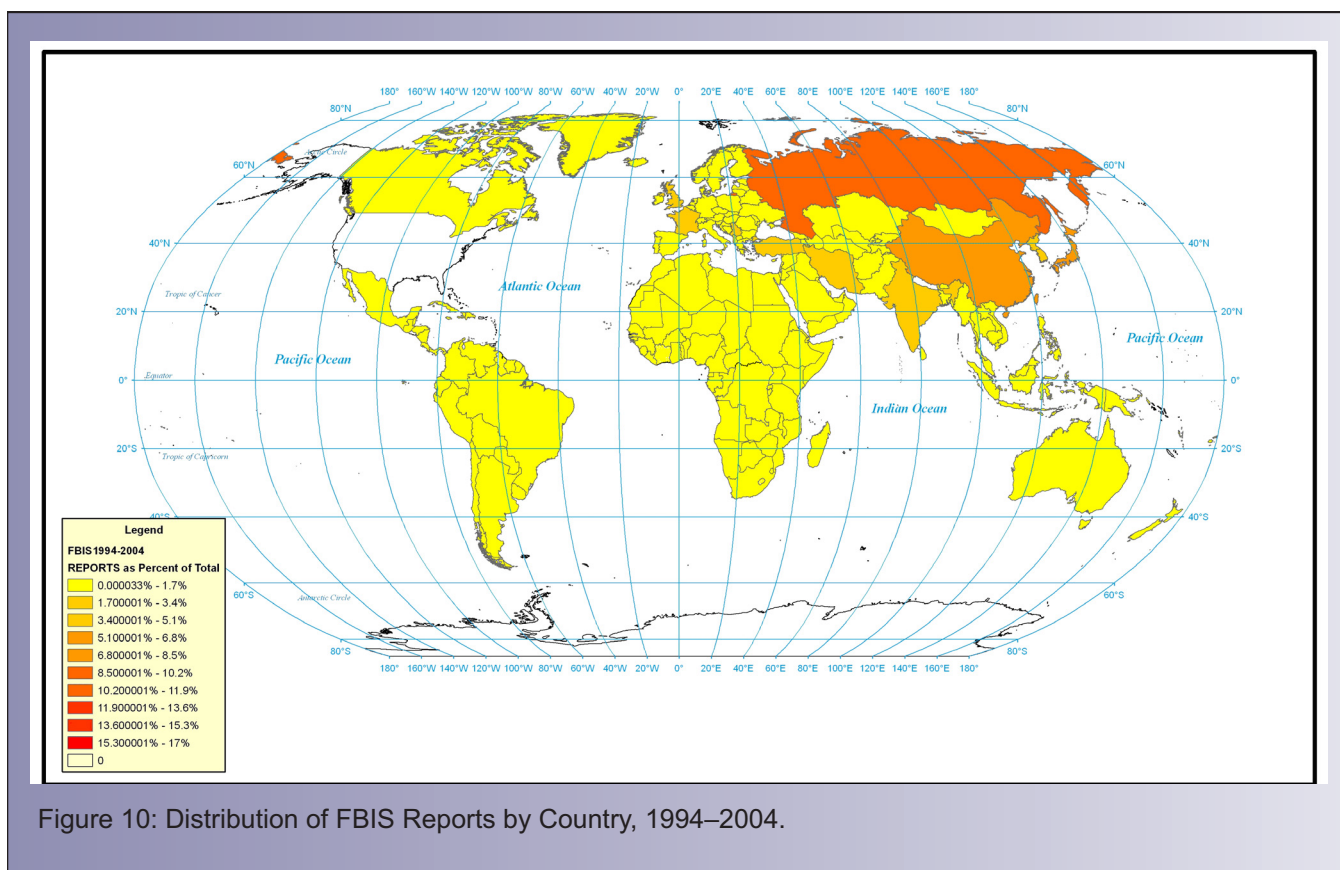 180° 160°W 140°W 120°W 100°W 80°W 60°W 40°W 20°W 0° 20°E 40°E 60°E 80°E 100°E 120°E 140°E 160°E 180°
80°N 80°N
Arctic Circle
60°N 60°N
40°N 40°N
Atlantic Ocean
Tropic of Cancer
20°N 20°N
Pacific Ocean Pacific Ocean
Equator
0° 0°
Indian Ocean
20°S 20°S
Tropic of Capricorn
40°S 40°S
Legend
FBIS1994-2004
REPORTS as Percent of Total
0.000033% - 1.7%
1.700001% - 3.4%
3.400001% - 5.1%
5.100001% - 6.8%
6.800001% - 8.5%
8.500001% - 10.2%
10.200001% - 11.9%
11.900001% - 13.6%
13.600001% - 15.3%
15.300001% - 17%
0
60°S 60°S
Antarctic Circle
80°S 80°S
180° 160°W 140°W 120°W 100°W 80°W 60°W 40°W 20°W 0° 20°E 40°E 60°E 80°E 100°E 120°E 140°E 160°E 180°
Figure 10: Distribution of FBIS Reports by Country, 1994–2004.